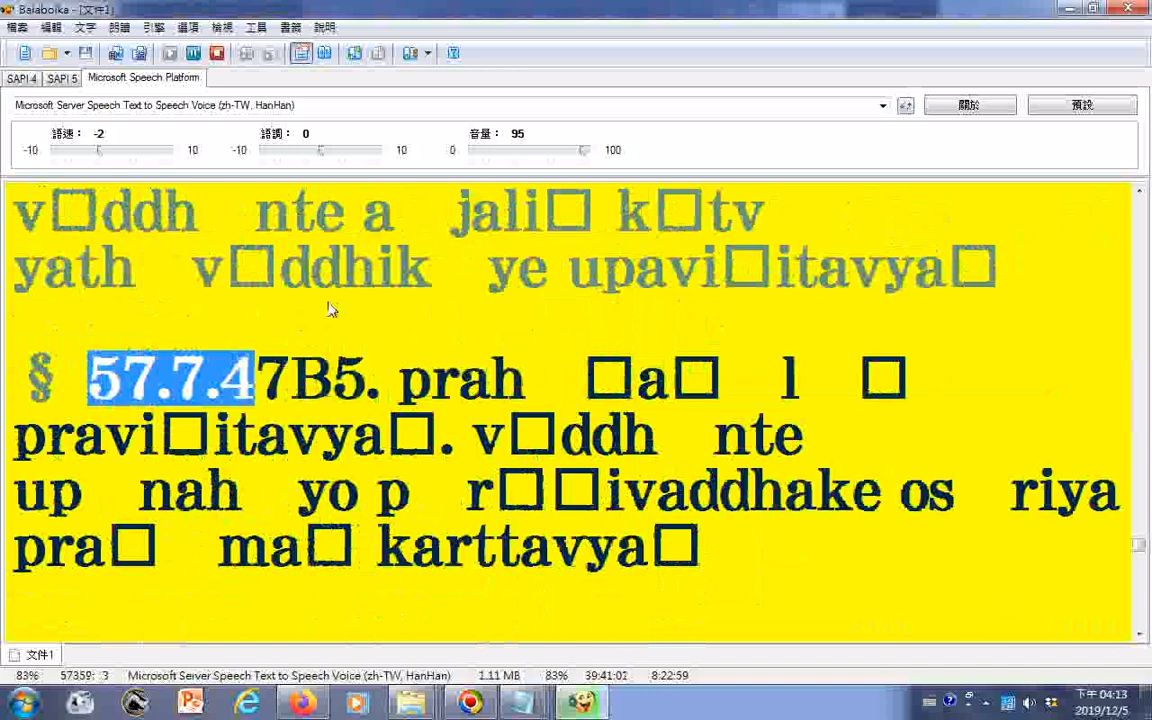 Balabolka - [文件1]
檔案 編輯 文字 朗讀 引擎 選項 檢視 工具 書籤 說明
SAPI 4 SAPI 5 Microsoft Speech Platform
Microsoft Server Speech Text to Speech Voice (zh-TW, HanHan) 關於 預設
語速： -2 語調： 0 音量： 95
-10 10 -10 10 0 100
v□ddh nte a jali□ k□tv
yath v□ddhik ye upavi□itavya□
§ 57.7.47B5. prah □a□ l □
pravi□itavya□. v□ddh nte
up nah yo p r□□ivaddhake os riya
pra□ ma□ karttavya□
文件1
83% 57359: 3 Microsoft Server Speech Text to Speech Voice (zh-TW, HanHan) 1.11 MB 83% 39:41:02 8:22:59
下午 04:13
2019/12/5